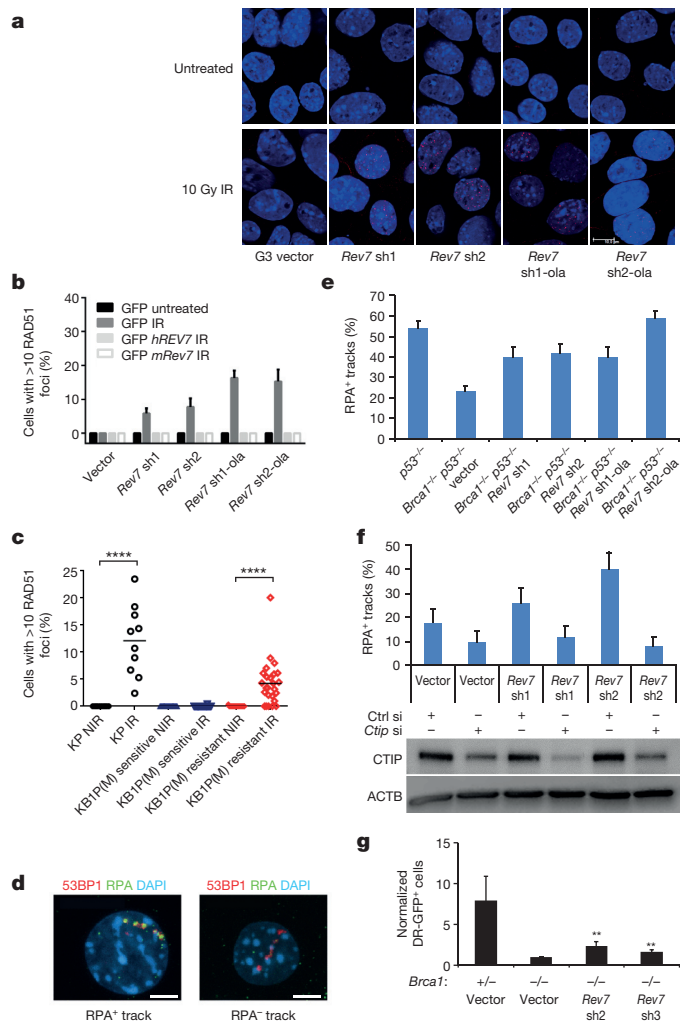 a
Untreated
10 Gy IR
G3 vector
Rev7 sh1
Rev7 sh2
Rev7
sh1-ola
Rev7
sh2-ola
b
Cells with >10 RAD51
foci (%)
40
30
20
10
0
GFP untreated
GFP IR
GFP hREV7 IR
GFP mRev7 IR
Vector
Rev7 sh1
Rev7 sh2
Rev7 sh1-ola
Rev7 sh2-ola
e
RPA⁺ tracks (%)
70
60
50
40
30
20
10
0
p53⁻/⁻
Brca1⁻/⁻ p53⁻/⁻
vector
Brca1⁻/⁻ p53⁻/⁻
Rev7 sh1
Brca1⁻/⁻ p53⁻/⁻
Rev7 sh2
Brca1⁻/⁻ p53⁻/⁻
Rev7 sh1-ola
Brca1⁻/⁻ p53⁻/⁻
Rev7 sh2-ola
c
Cells with >10 RAD51
foci (%)
25
20
15
10
5
0
****
****
KP NIR
KP IR
KB1P(M) sensitive NIR
KB1P(M) sensitive IR
KB1P(M) resistant NIR
KB1P(M) resistant IR
f
RPA⁺ tracks (%)
50
40
30
20
10
0
Vector
Vector
Rev7
sh1
Rev7
sh1
Rev7
sh2
Rev7
sh2
Ctrl si + – + – + –
Ctip si – + – + – +
CTIP
ACTB
d
53BP1 RPA DAPI
53BP1 RPA DAPI
RPA⁺ track
RPA⁻ track
g
Normalized
DR-GFP⁺ cells
15
10
5
0
**
**
Brca1: +/– –/– –/– –/–
Vector
Vector
Rev7
sh2
Rev7
sh3